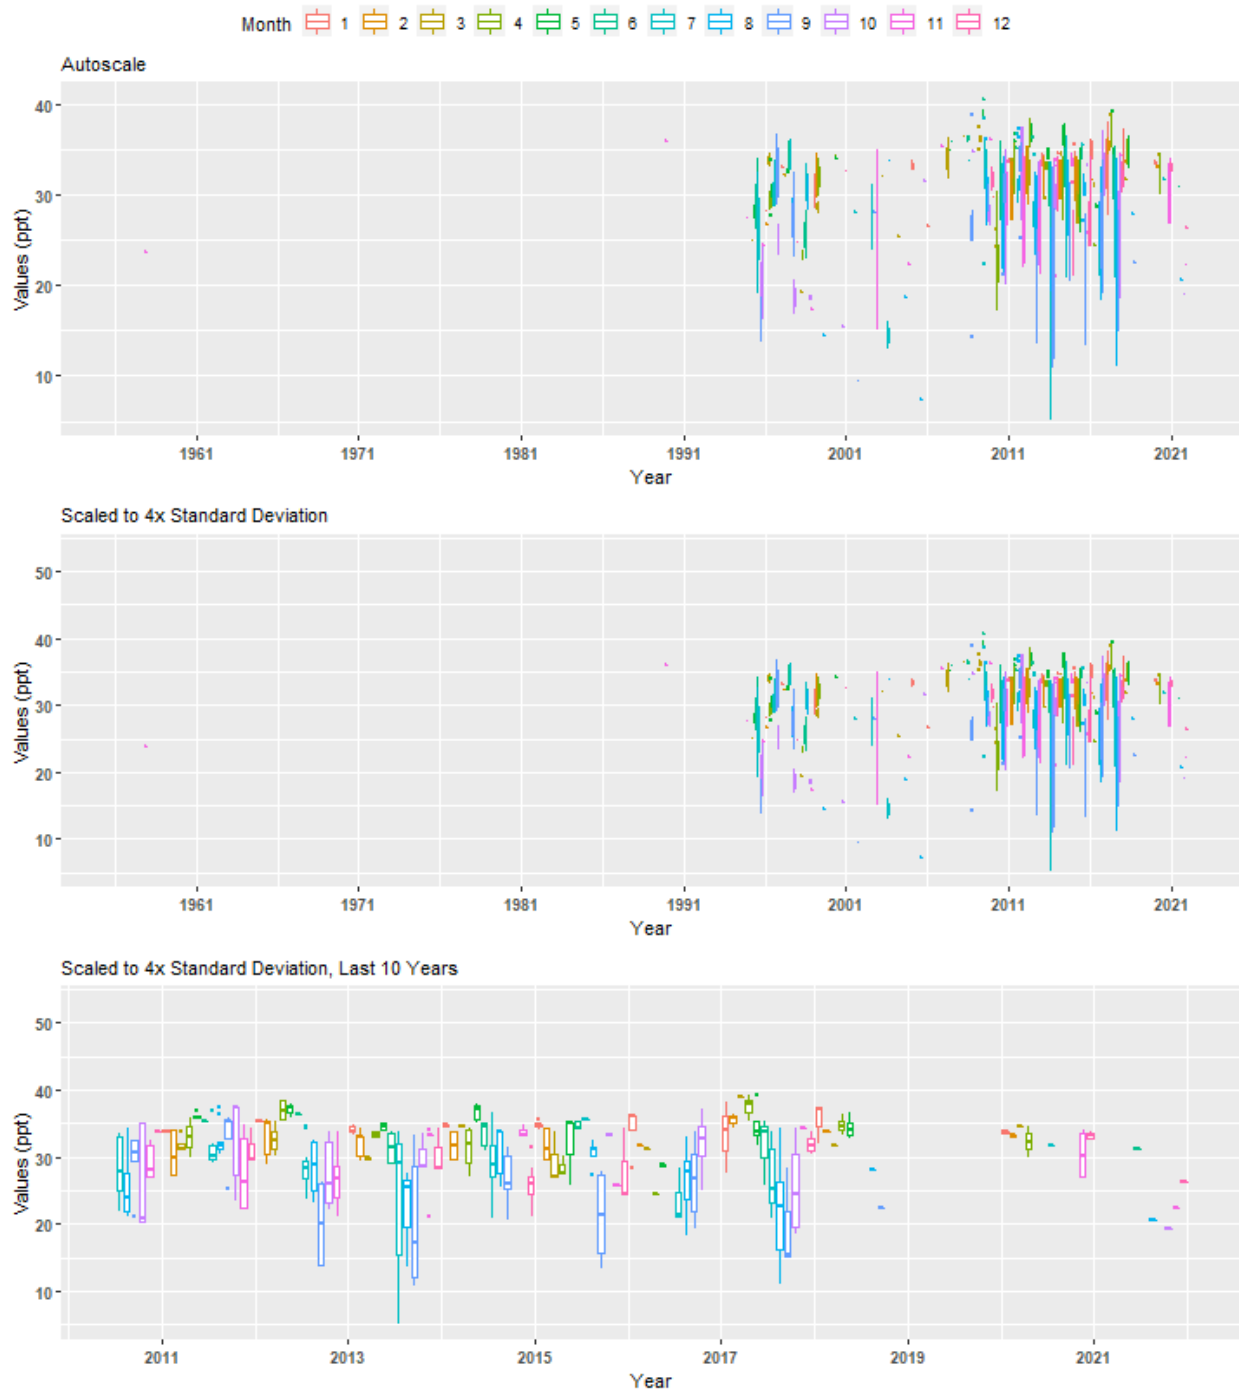 Month 1 2 3 4 5 6 7 8 9 10 11 12
Autoscale
40
30
20
10
Values (ppt)
1961 1971 1981 1991 2001 2011 2021
Year
Scaled to 4x Standard Deviation
50
40
30
20
10
Values (ppt)
1961 1971 1981 1991 2001 2011 2021
Year
Scaled to 4x Standard Deviation, Last 10 Years
50
40
30
20
10
Values (ppt)
2011 2013 2015 2017 2019 2021
Year